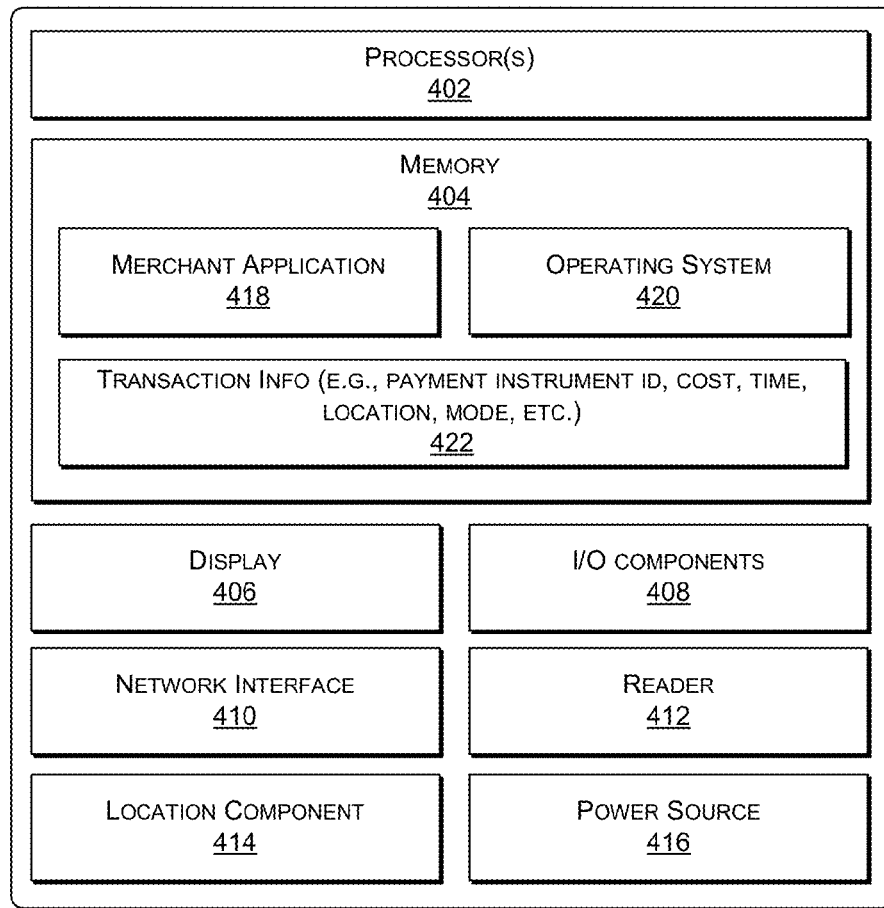 PROCESSOR(S)
402
MEMORY
404
MERCHANT APPLICATION
418
OPERATING SYSTEM
420
TRANSACTION INFO (E.G., PAYMENT INSTRUMENT ID, COST, TIME,
LOCATION, MODE, ETC.)
422
DISPLAY
406
I/O COMPONENTS
408
NETWORK INTERFACE
410
READER
412
LOCATION COMPONENT
414
POWER SOURCE
416